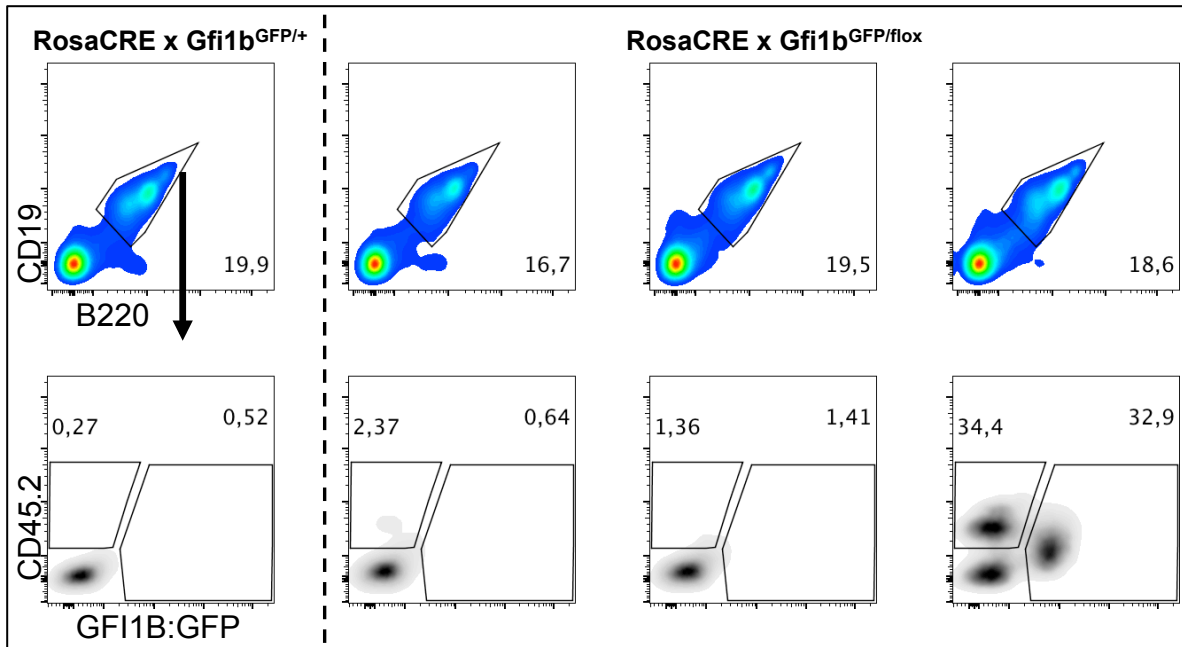 RosaCRE x Gfi1bGFP/+
RosaCRE x Gfi1bGFP/flox
CD19
19,9
16,7
19,5
18,6
B220
0,27
0,52
2,37
0,64
1,36
1,41
34,4
32,9
CD45.2
GFI1B:GFP